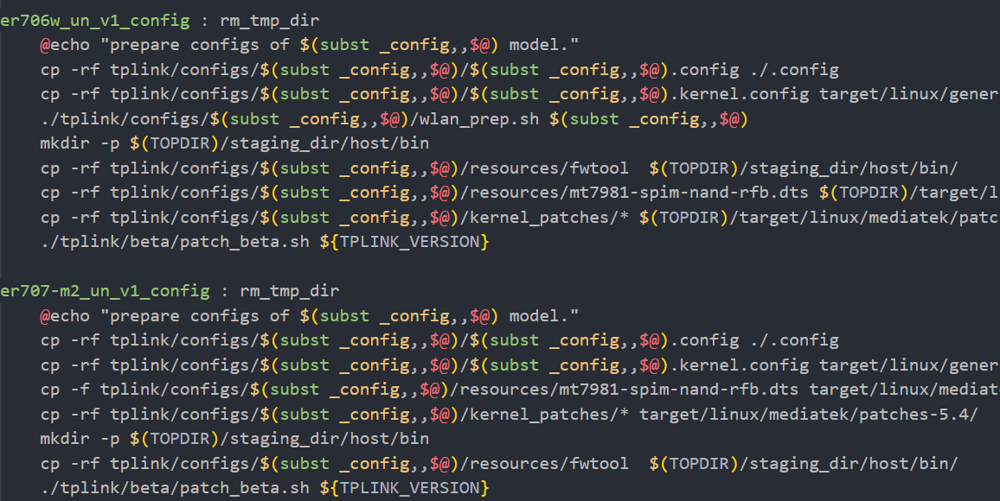 er706w_un_v1_config : rm_tmp_dir
@echo "prepare configs of $(subst _config,,$@) model."
cp -rf tplink/configs/$(subst _config,,$@)/$(subst _config,,$@).config ./.config
cp -rf tplink/configs/$(subst _config,,$@)/$(subst _config,,$@).kernel.config target/linux/gener
./tplink/configs/$(subst _config,,$@)/wlan_prep.sh $(subst _config,,$@)
mkdir -p $(TOPDIR)/staging_dir/host/bin
cp -rf tplink/configs/$(subst _config,,$@)/resources/fwtool  $(TOPDIR)/staging_dir/host/bin/
cp -rf tplink/configs/$(subst _config,,$@)/resources/mt7981-spim-nand-rfb.dts $(TOPDIR)/target/l
cp -rf tplink/configs/$(subst _config,,$@)/kernel_patches/* $(TOPDIR)/target/linux/mediatek/patc
./tplink/beta/patch_beta.sh ${TPLINK_VERSION}
er707-m2_un_v1_config : rm_tmp_dir
@echo "prepare configs of $(subst _config,,$@) model."
cp -rf tplink/configs/$(subst _config,,$@)/$(subst _config,,$@).config ./.config
cp -rf tplink/configs/$(subst _config,,$@)/$(subst _config,,$@).kernel.config target/linux/gener
cp -f tplink/configs/$(subst _config,,$@)/resources/mt7981-spim-nand-rfb.dts target/linux/mediat
cp -rf tplink/configs/$(subst _config,,$@)/kernel_patches/* target/linux/mediatek/patches-5.4/
mkdir -p $(TOPDIR)/staging_dir/host/bin
cp -rf tplink/configs/$(subst _config,,$@)/resources/fwtool  $(TOPDIR)/staging_dir/host/bin/
./tplink/beta/patch_beta.sh ${TPLINK_VERSION}